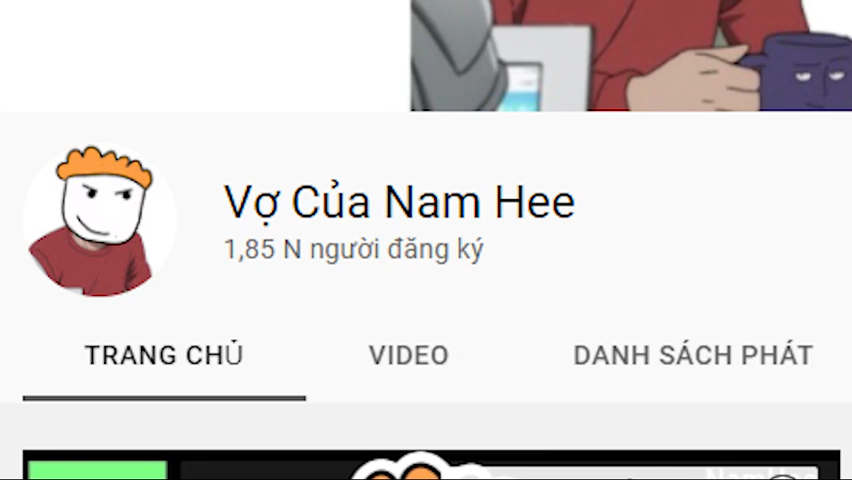 Vợ Của Nam Hee
1,85 N người đăng ký
TRANG CHỦ
VIDEO
DANH SÁCH PHÁT